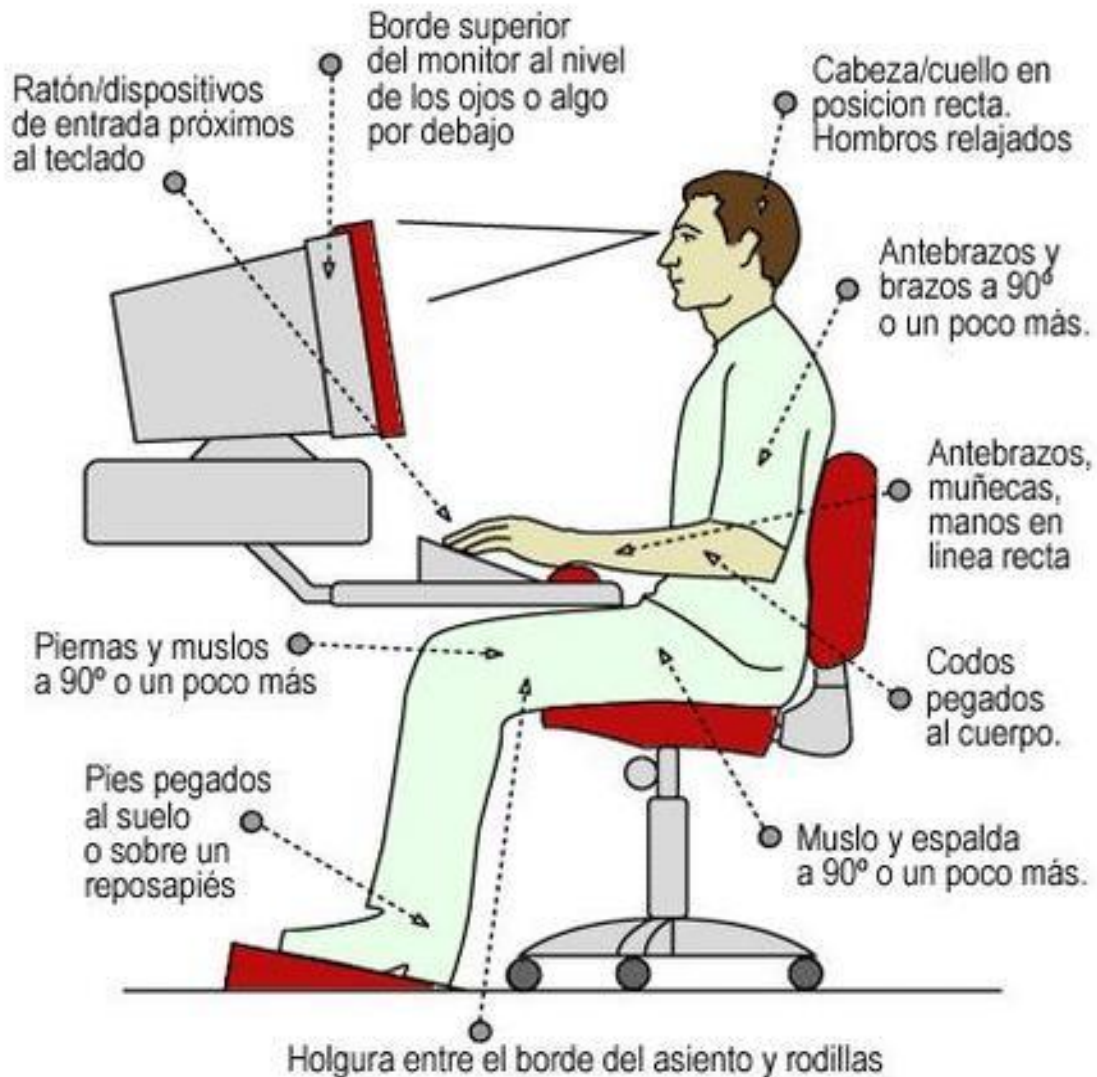 Borde superior
del monitor al nivel
de los ojos o algo
por debajo
Ratón/dispositivos
de entrada próximos
al teclado
Cabeza/cuello en
posicion recta.
Hombros relajados
Antebrazos y
brazos a 90º
o un poco más.
Antebrazos,
muñecas,
manos en
linea recta
Piernas y muslos
a 90º o un poco más
Codos
pegados
al cuerpo.
Pies pegados
al suelo
o sobre un
reposapiés
Muslo y espalda
a 90º o un poco más.
Holgura entre el borde del asiento y rodillas